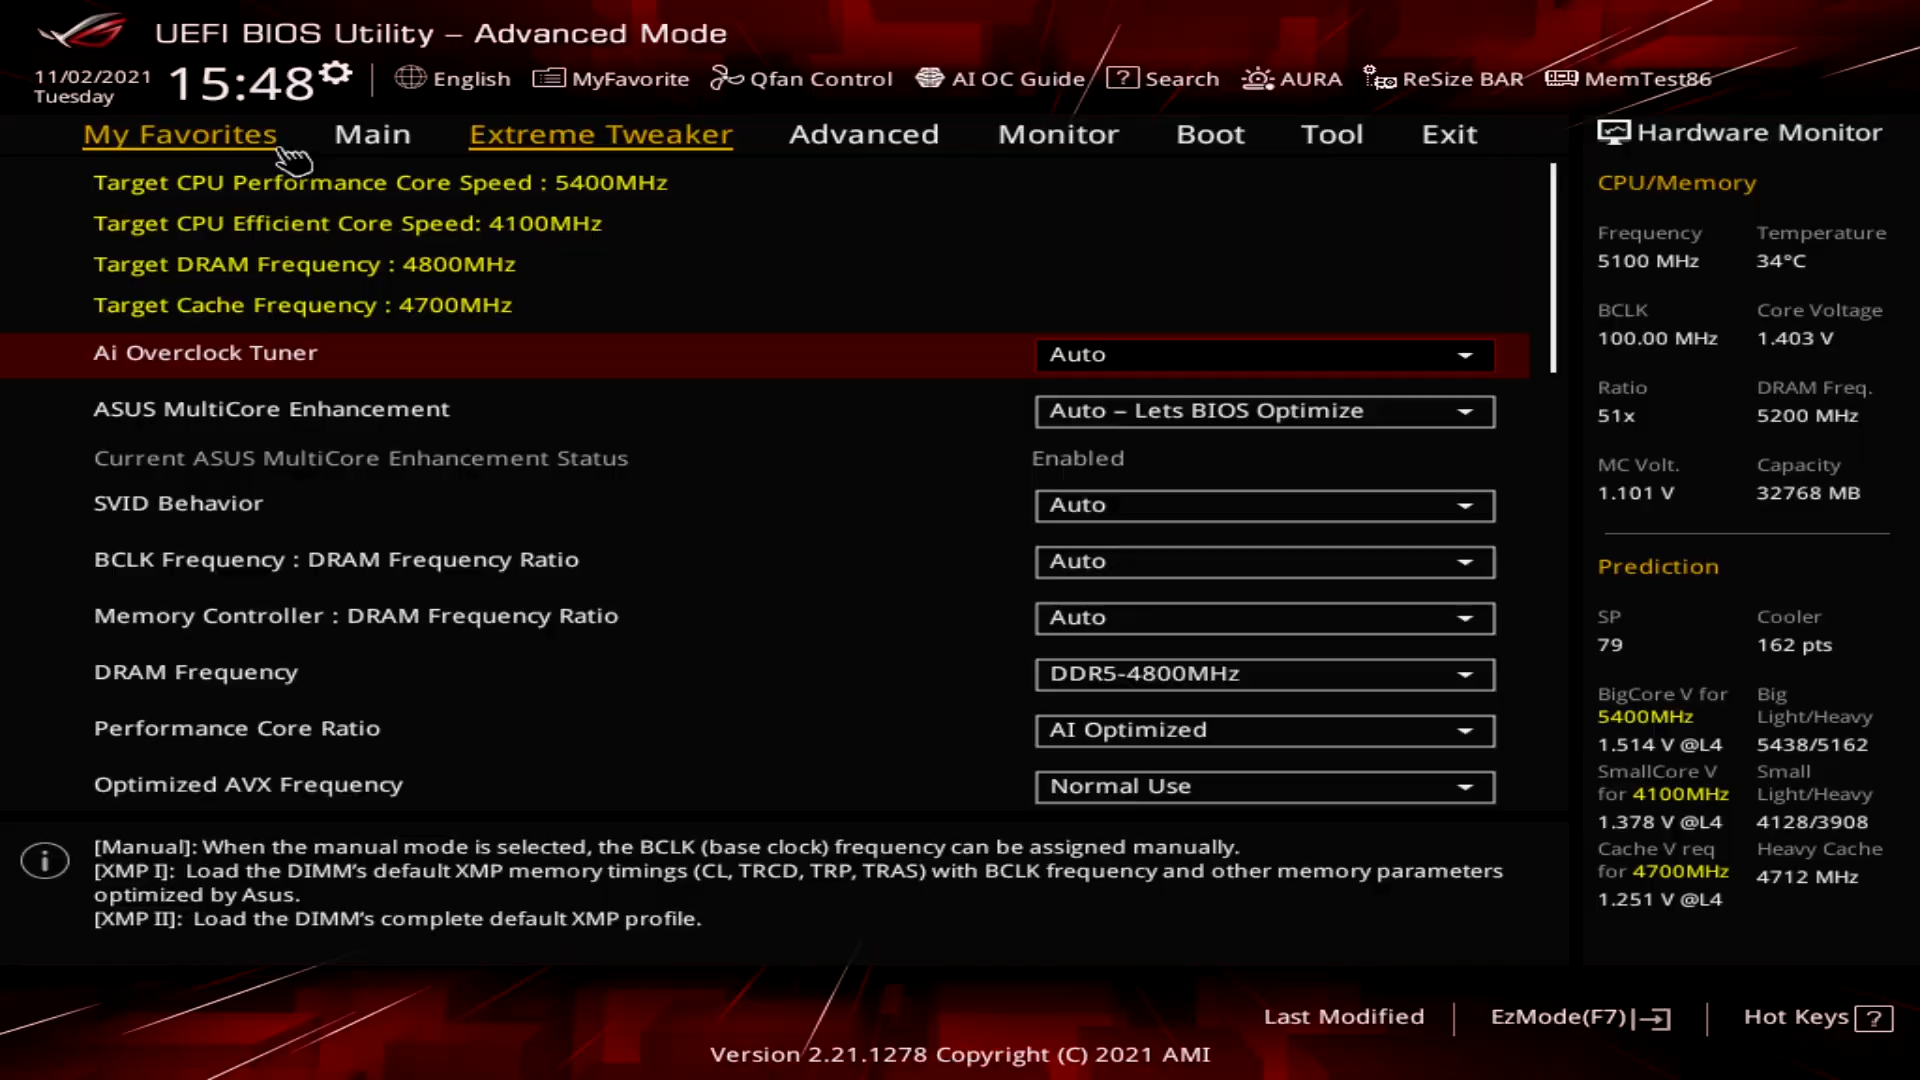 UEFI BIOS Utility – Advanced Mode
11/02/2021
Tuesday
15:48
English
MyFavorite
Qfan Control
AI OC Guide
? Search
AURA
ReSize BAR
MemTest86
My Favorites
Main
Extreme Tweaker
Advanced
Monitor
Boot
Tool
Exit
Target CPU Performance Core Speed : 5400MHz
Target CPU Efficient Core Speed: 4100MHz
Target DRAM Frequency : 4800MHz
Target Cache Frequency : 4700MHz
Ai Overclock Tuner Auto
ASUS MultiCore Enhancement Auto – Lets BIOS Optimize
Current ASUS MultiCore Enhancement Status Enabled
SVID Behavior Auto
BCLK Frequency : DRAM Frequency Ratio Auto
Memory Controller : DRAM Frequency Ratio Auto
DRAM Frequency DDR5-4800MHz
Performance Core Ratio AI Optimized
Optimized AVX Frequency Normal Use
[Manual]: When the manual mode is selected, the BCLK (base clock) frequency can be assigned manually.
[XMP I]: Load the DIMM's default XMP memory timings (CL, TRCD, TRP, TRAS) with BCLK frequency and other memory parameters
optimized by Asus.
[XMP II]: Load the DIMM's complete default XMP profile.
Hardware Monitor
CPU/Memory
Frequency Temperature
5100 MHz 34°C
BCLK Core Voltage
100.00 MHz 1.403 V
Ratio DRAM Freq.
51x 5200 MHz
MC Volt. Capacity
1.101 V 32768 MB
Prediction
SP Cooler
79 162 pts
BigCore V for Big
5400MHz Light/Heavy
1.514 V @L4 5438/5162
SmallCore V Small
for 4100MHz Light/Heavy
1.378 V @L4 4128/3908
Cache V req Heavy Cache
for 4700MHz 4712 MHz
1.251 V @L4
Last Modified
EzMode(F7)
Hot Keys ?
Version 2.21.1278 Copyright (C) 2021 AMI